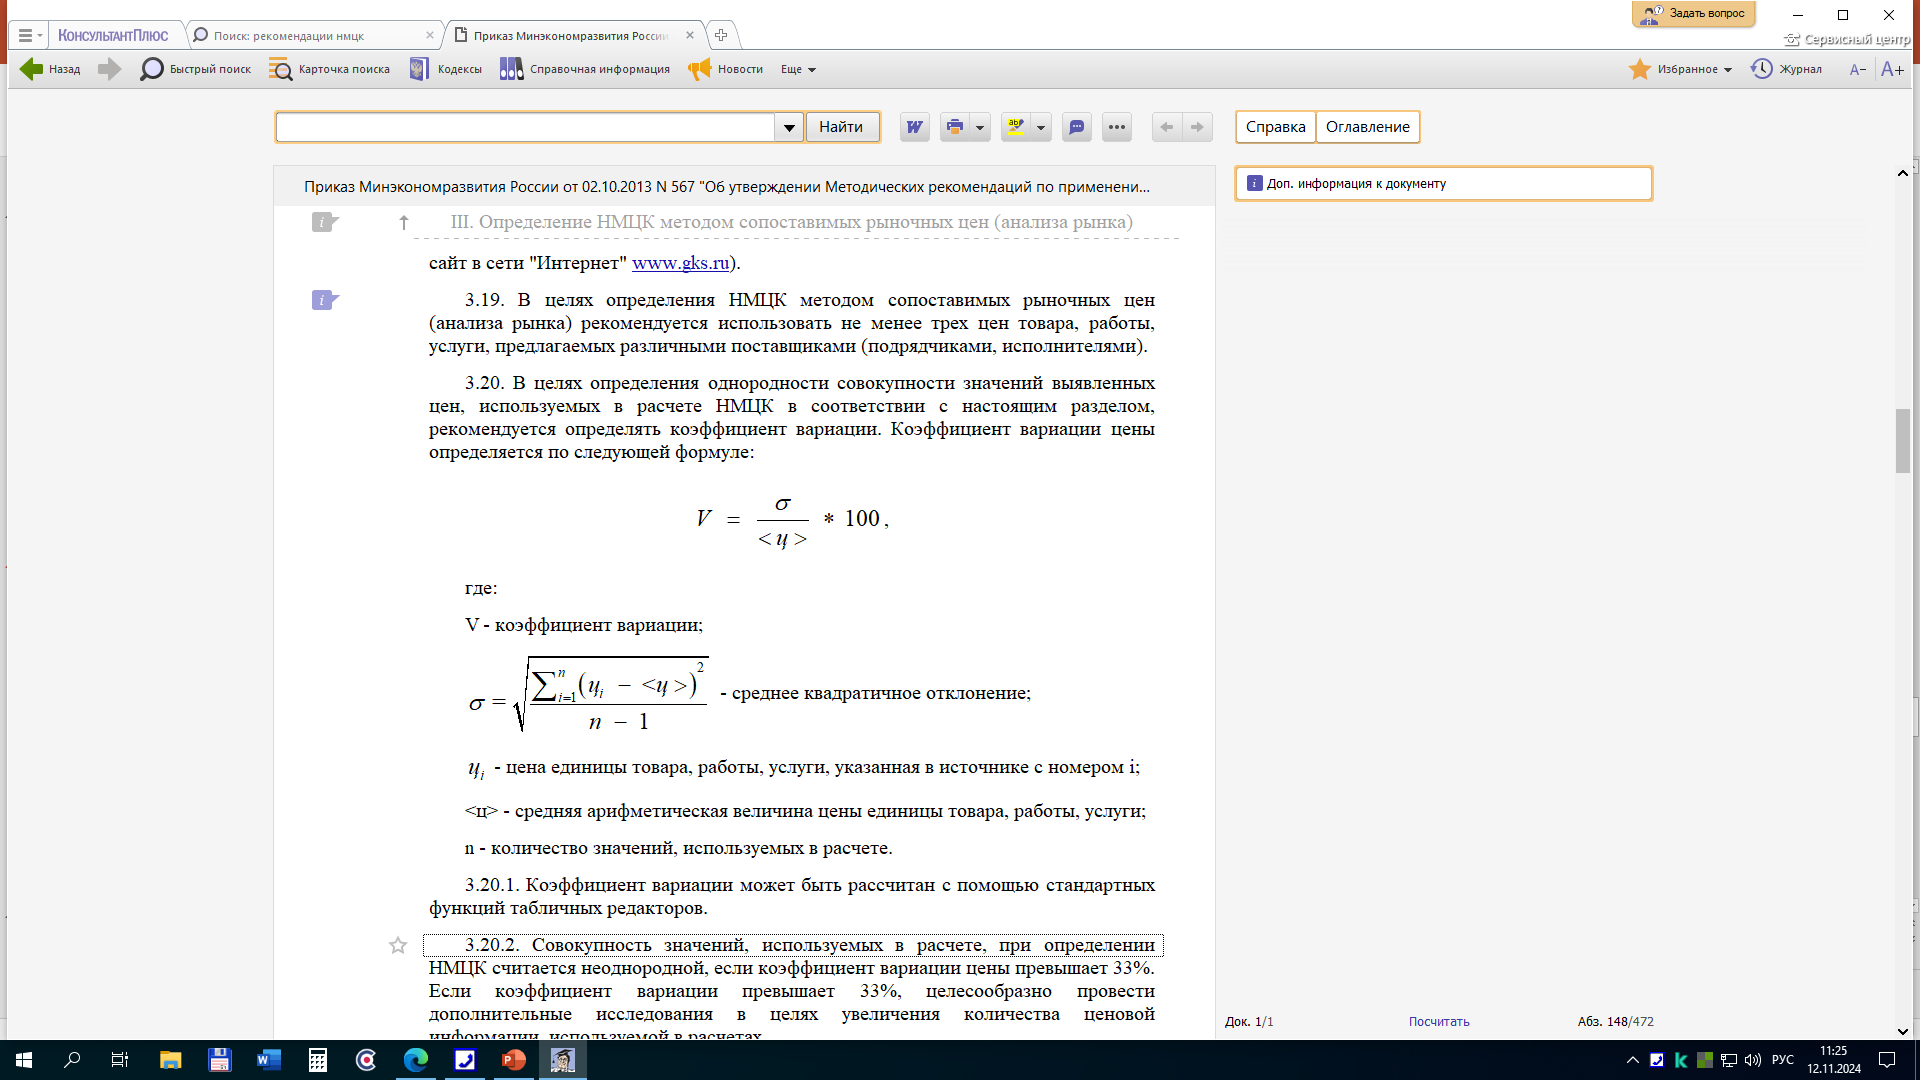 Задать вопрос
КонсультантПлюс
Поиск: рекомендации нмцк
Приказ Минэкономразвития России
Сервисный центр
Назад
Быстрый поиск
Карточка поиска
Кодексы
Справочная информация
Новости
Еще
Избранное
Журнал
A−
A+
Найти
Справка
Оглавление
Приказ Минэкономразвития России от 02.10.2013 N 567 "Об утверждении Методических рекомендаций по применени...
Доп. информация к документу
III. Определение НМЦК методом сопоставимых рыночных цен (анализа рынка)
сайт в сети "Интернет" www.gks.ru).
3.19. В целях определения НМЦК методом сопоставимых рыночных цен
(анализа рынка) рекомендуется использовать не менее трех цен товара, работы,
услуги, предлагаемых различными поставщиками (подрядчиками, исполнителями).
3.20. В целях определения однородности совокупности значений выявленных
цен, используемых в расчете НМЦК в соответствии с настоящим разделом,
рекомендуется определять коэффициент вариации. Коэффициент вариации цены
определяется по следующей формуле:
V = σ / <ц> * 100,
где:
V - коэффициент вариации;
σ = √(∑ⁿᵢ₌₁(цᵢ − <ц>)² / (n − 1)) - среднее квадратичное отклонение;
цᵢ - цена единицы товара, работы, услуги, указанная в источнике с номером i;
<ц> - средняя арифметическая величина цены единицы товара, работы, услуги;
n - количество значений, используемых в расчете.
3.20.1. Коэффициент вариации может быть рассчитан с помощью стандартных
функций табличных редакторов.
3.20.2. Совокупность значений, используемых в расчете, при определении
НМЦК считается неоднородной, если коэффициент вариации цены превышает 33%.
Если коэффициент вариации превышает 33%, целесообразно провести
дополнительные исследования в целях увеличения количества ценовой
информации, используемой в расчетах.
Док. 1/1
Посчитать
Абз. 148/472
РУС
11:25
12.11.2024